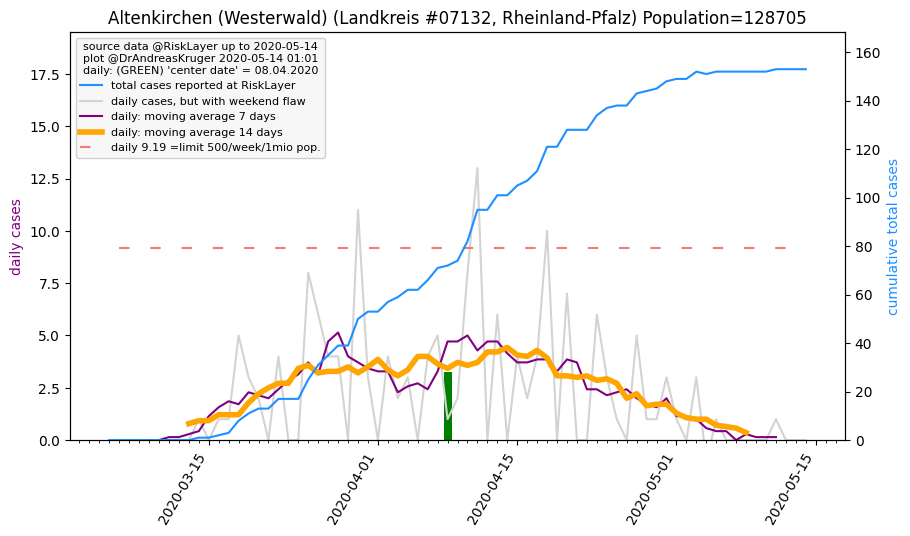 Altenkirchen (Westerwald) (Landkreis #07132, Rheinland-Pfalz) Population=128705
source data @RiskLayer up to 2020-05-14
plot @DrAndreasKruger 2020-05-14 01:01
daily: (GREEN) 'center date' = 08.04.2020
total cases reported at RiskLayer
daily cases, but with weekend flaw
daily: moving average 7 days
daily: moving average 14 days
daily 9.19 =limit 500/week/1mio pop.
daily cases
17.5
15.0
12.5
10.0
7.5
5.0
2.5
0.0
160
140
120
100
80
60
40
20
0
cumulative total cases
2020-03-15
2020-04-01
2020-04-15
2020-05-01
2020-05-15